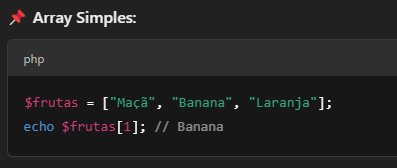 📌 Array Simples:
php
$frutas = ["Maçã", "Banana", "Laranja"];
echo $frutas[1]; // Banana